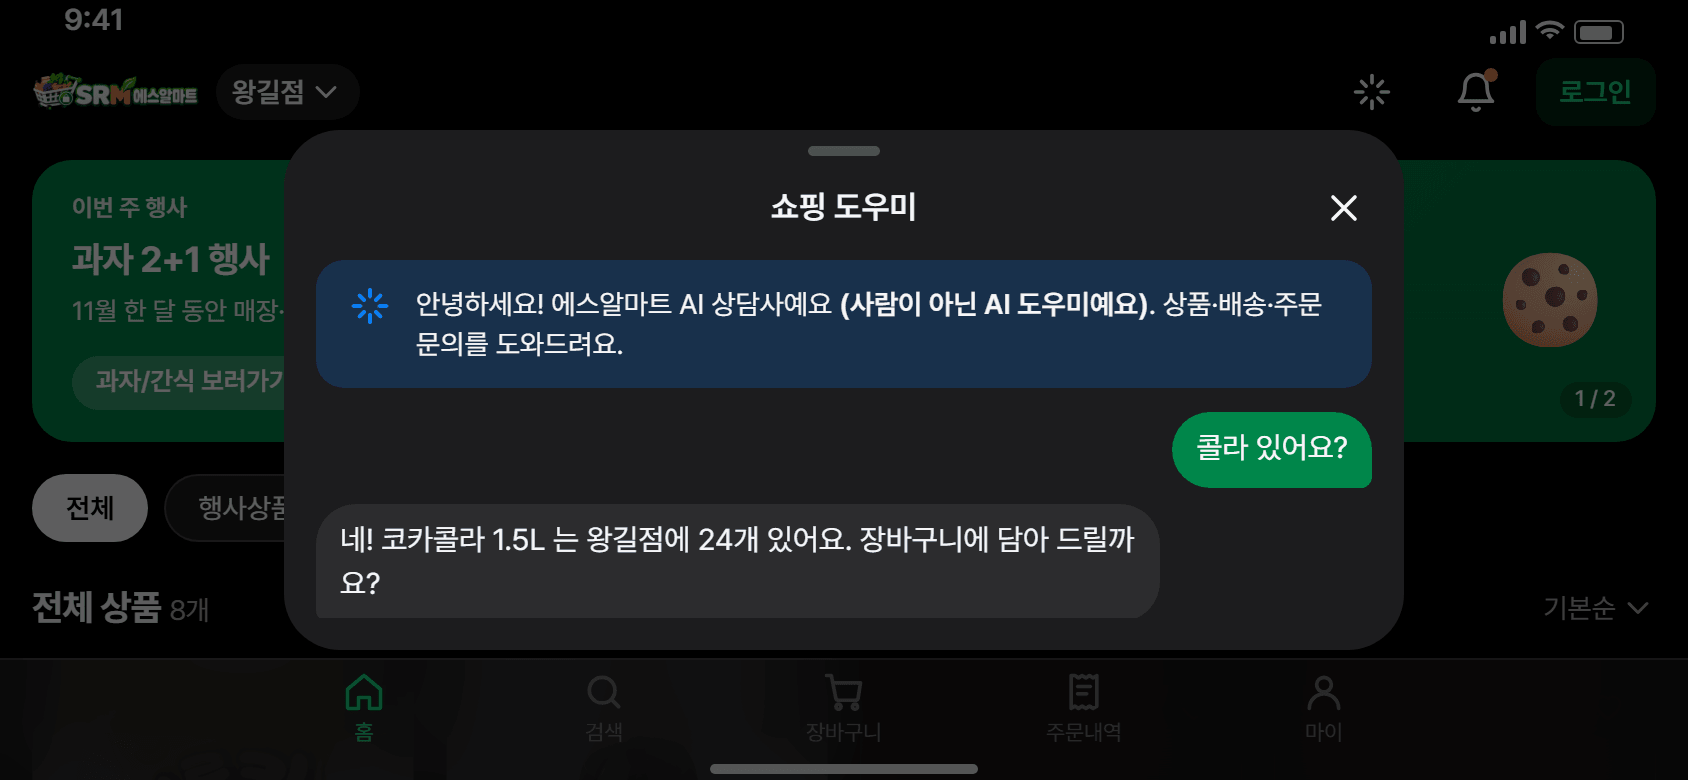 9:41
SRM 에스알마트
왕길점
로그인
이번 주 행사
과자 2+1 행사
11월 한 달 동안 매장·
과자/간식 보러가기
1 / 2
쇼핑 도우미
안녕하세요! 에스알마트 AI 상담사예요 (사람이 아닌 AI 도우미예요). 상품·배송·주문
문의를 도와드려요.
콜라 있어요?
네! 코카콜라 1.5L 는 왕길점에 24개 있어요. 장바구니에 담아 드릴까
요?
전체
행사상품
전체 상품 8개
기본순
홈
검색
장바구니
주문내역
마이